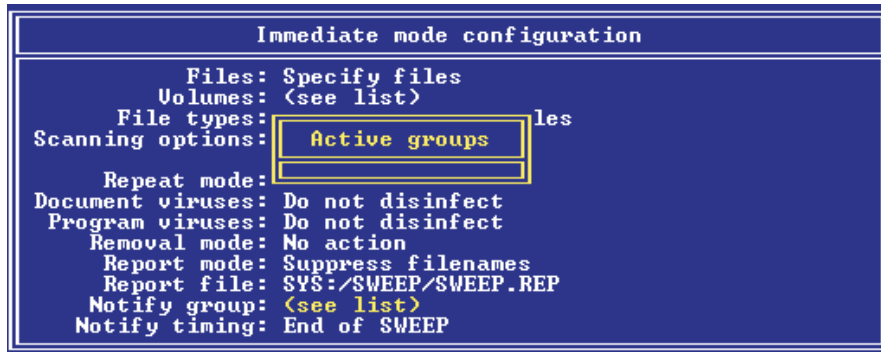 Immediate mode configuration
Files: Specify files
Volumes: <see list>
File types: les
Scanning options:
Active groups
Repeat mode:
Document viruses: Do not disinfect
Program viruses: Do not disinfect
Removal mode: No action
Report mode: Suppress filenames
Report file: SYS:/SWEEP/SWEEP.REP
Notify group: <see list>
Notify timing: End of SWEEP